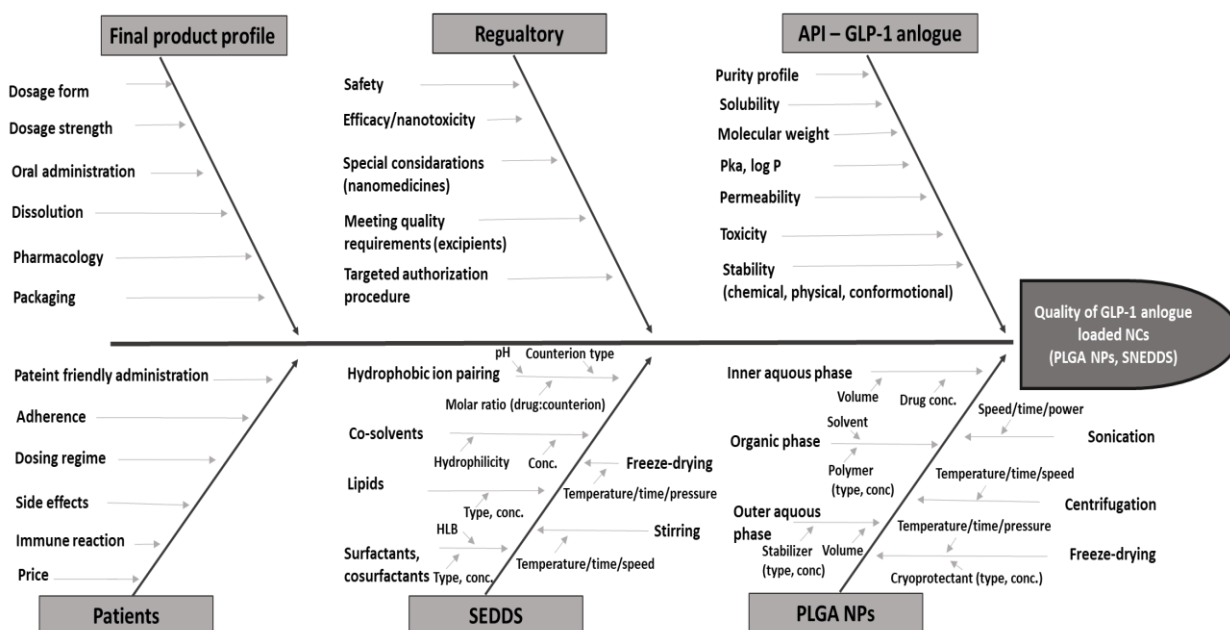 Final product profile
Dosage form
Dosage strength
Oral administration
Dissolution
Pharmacology
Packaging
Regualtory
Safety
Efficacy/nanotoxicity
Special considarations
(nanomedicines)
Meeting quality
requirements (excipients)
Targeted authorization
procedure
API – GLP-1 anlogue
Purity profile
Solubility
Molecular weight
Pka, log P
Permeability
Toxicity
Stability
(chemical, physical, conformotional)
Quality of GLP-1 anlogue
loaded NCs
(PLGA NPs, SNEDDS)
Pateint friendly administration
Adherence
Dosing regime
Side effects
Immune reaction
Price
Patients
pH
Counterion type
Hydrophobic ion pairing
Molar ratio (drug:counterion)
Co-solvents
Hydrophilicity
Conc.
Freeze-drying
Temperature/time/pressure
Lipids
Type, conc.
Stirring
Temperature/time/speed
HLB
Surfactants,
cosurfactants
Type, conc.
SEDDS
Inner aquous phase
Volume
Drug conc.
Speed/time/power
Sonication
Solvent
Organic phase
Polymer
(type, conc)
Temperature/time/speed
Centrifugation
Outer aquous
phase
Stabilizer
(type, conc)
Volume
Temperature/time/pressure
Freeze-drying
Cryoprotectant (type, conc.)
PLGA NPs